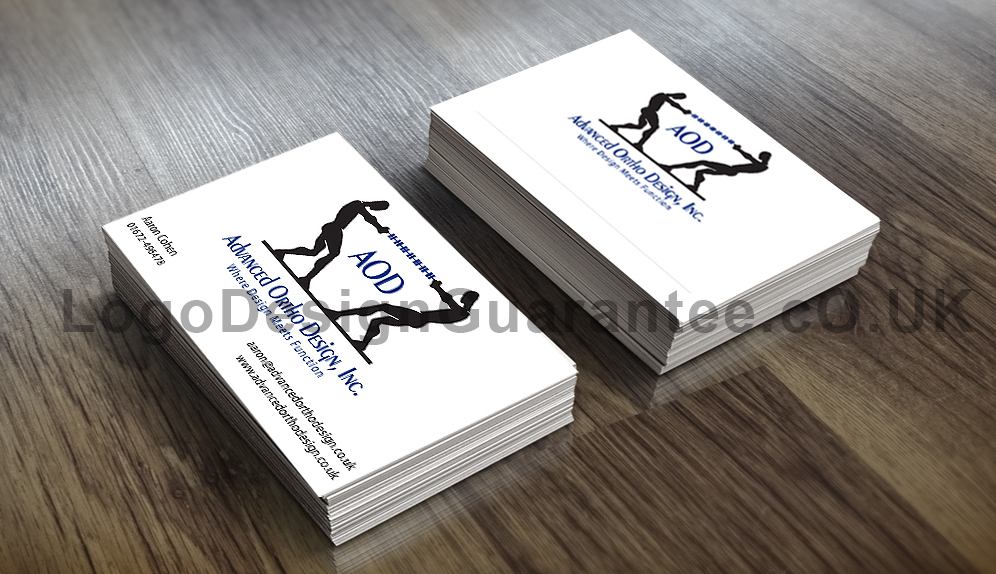 Aaron Cohen
01672-466478
AOD
Advanced Ortho Design, Inc.
Where Design Meets Function
aaron@advancedorthodesign.co.uk
www.advancedorthodesign.co.uk
AOD
Advanced Ortho Design, Inc.
Where Design Meets Function
LogoDesignGuarantee.cO.Uk